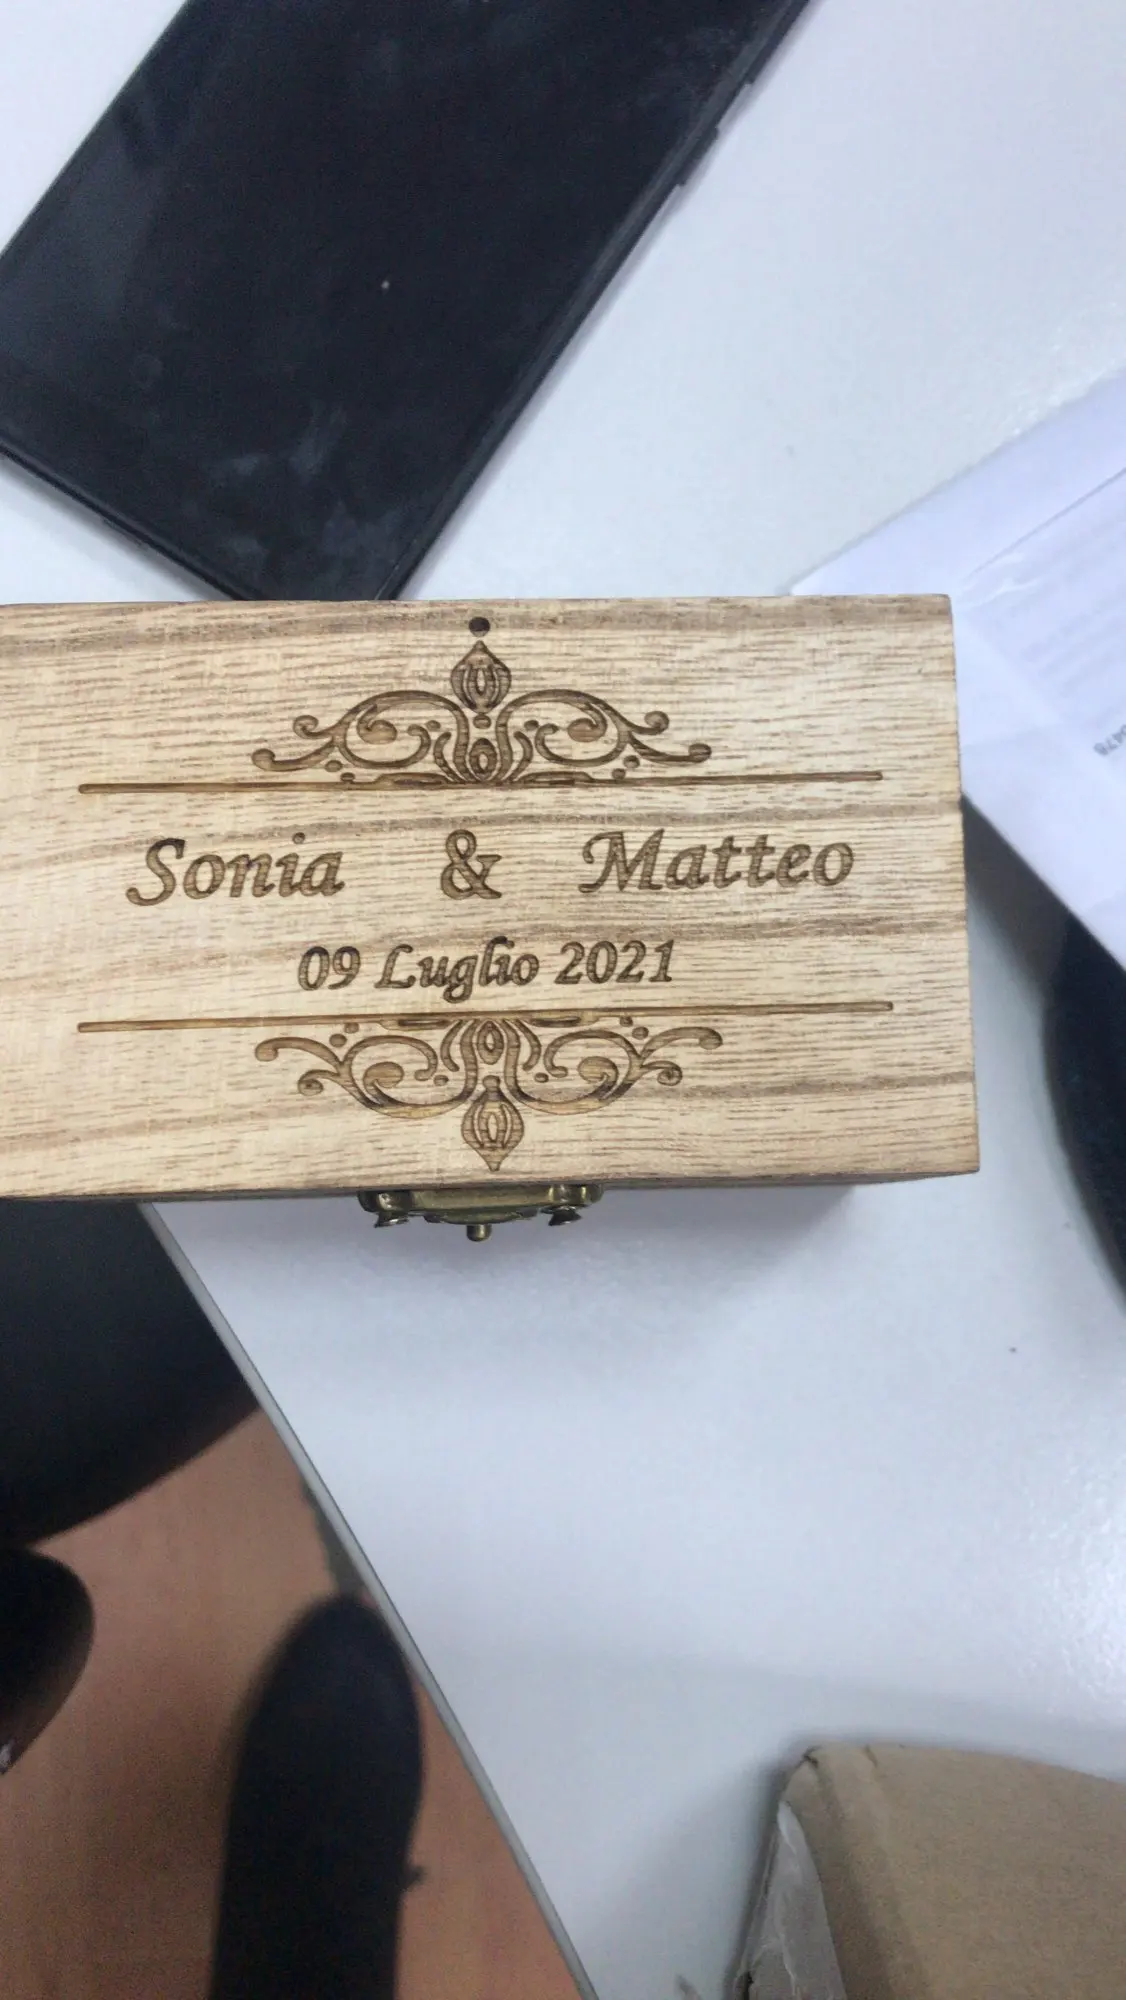 Sonia & Matteo
09 Luglio 2021